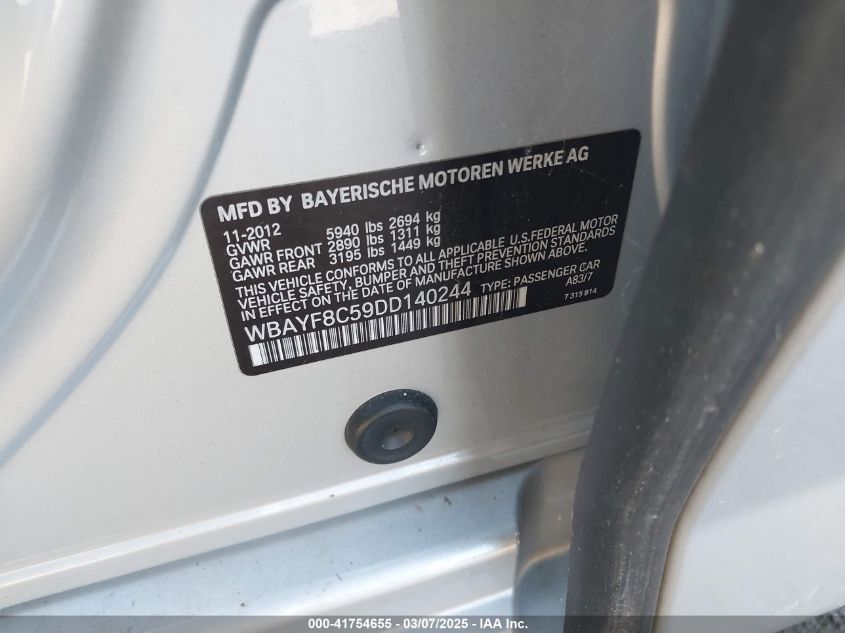 MFD BY BAYERISCHE MOTOREN WERKE AG
11-2012
GVWR 5940 lbs 2694 kg
GAWR FRONT 2890 lbs 1311 kg
GAWR REAR 3195 lbs 1449 kg
THIS VEHICLE CONFORMS TO ALL APPLICABLE U.S.FEDERAL MOTOR
VEHICLE SAFETY, BUMPER AND THEFT PREVENTION STANDARDS
IN EFFECT ON THE DATE OF MANUFACTURE SHOWN ABOVE.
WBAYF8C59DD140244 TYPE: PASSENGER CAR
A83/7
7 315 814
000-41754655 - 03/07/2025 - IAAI Inc.